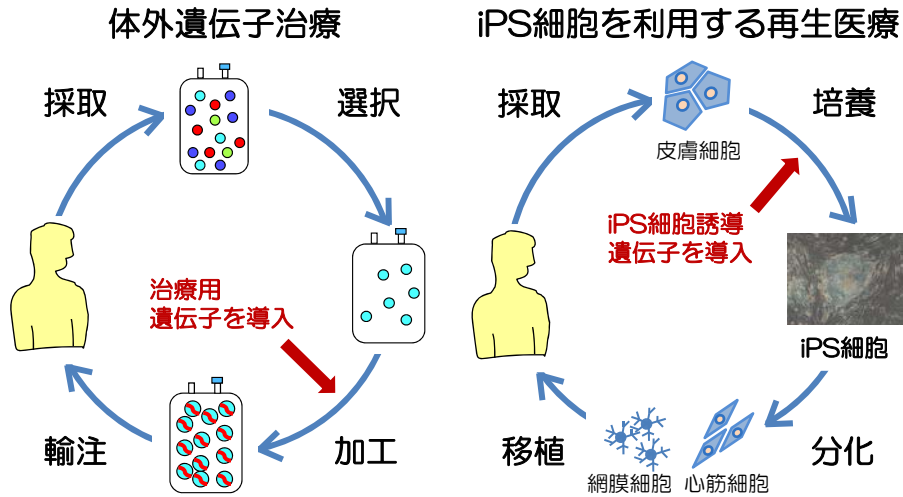 体外遺伝子治療
採取
選択
治療用
遺伝子を導入
輸注
加工
iPS細胞を利用する再生医療
採取
皮膚細胞
培養
iPS細胞誘導
遺伝子を導入
iPS細胞
移植
網膜細胞
心筋細胞
分化